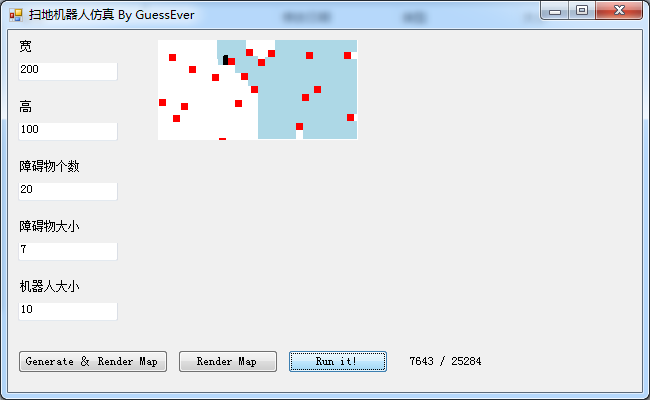 扫地机器人仿真 By GuessEver
宽
200
高
100
障碍物个数
20
障碍物大小
7
机器人大小
10
Generate & Render Map
Render Map
Run it!
7643 / 25284